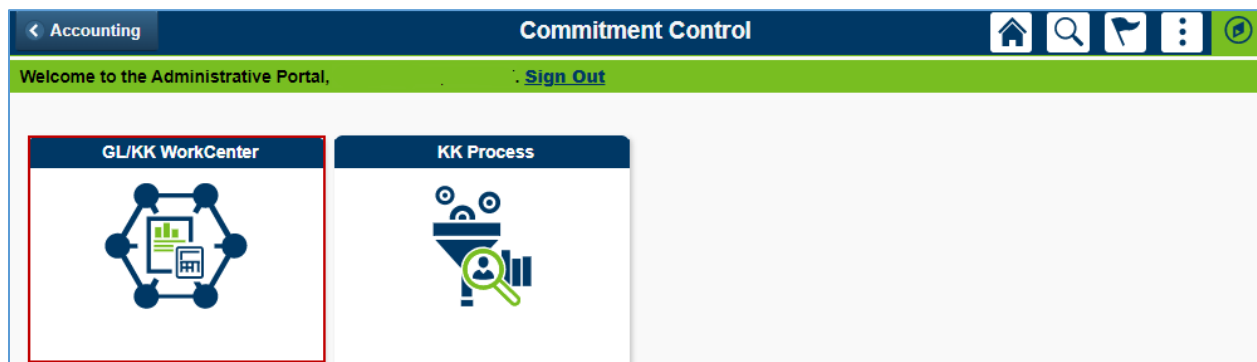 Accounting
Commitment Control
Welcome to the Administrative Portal, . Sign Out
GL/KK WorkCenter
KK Process